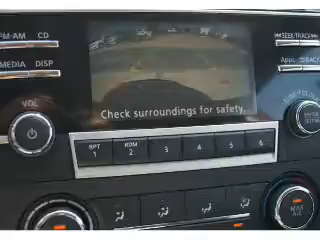 FM-AM CD
SEEK·TRACK
MEDIA DISP
App. BACK
VOL
Check surroundings for safety.
RPT RDM
1 2 3 4 5 6
MAX
A/C